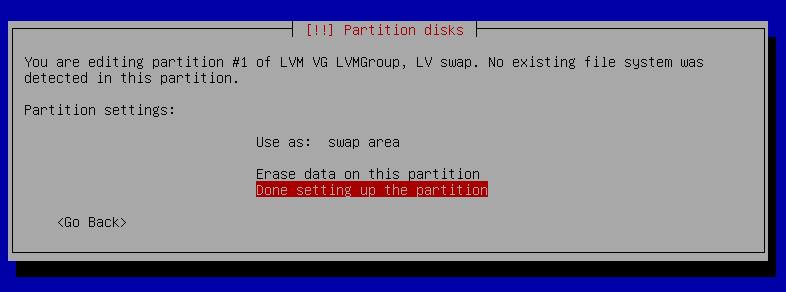 [!!] Partition disks
You are editing partition #1 of LVM VG LVMGroup, LV swap. No existing file system was
detected in this partition.
Partition settings:
Use as:  swap area
Erase data on this partition
Done setting up the partition
<Go Back>